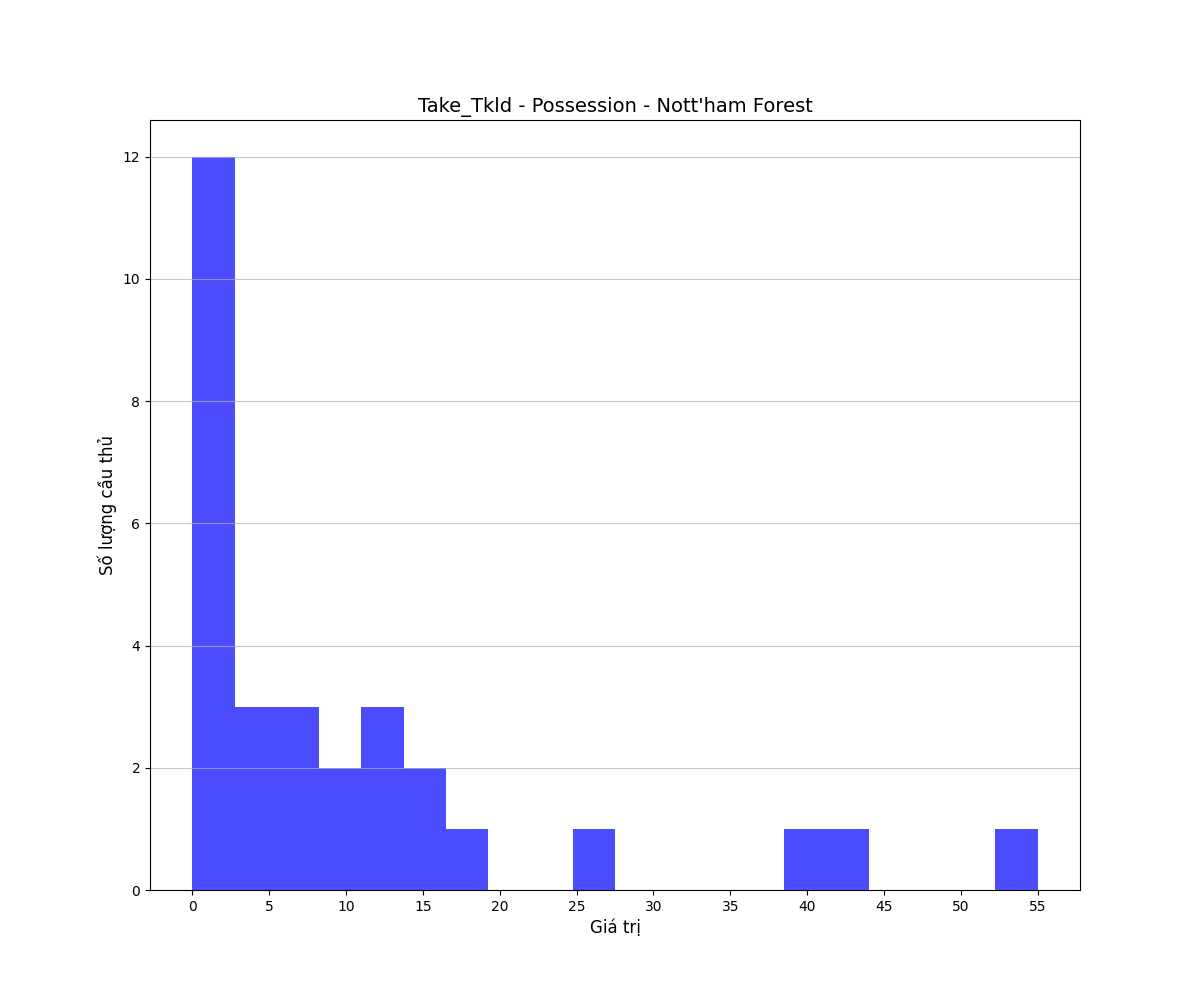 Take_Tkld - Possession - Nott'ham Forest
12
10
8
6
4
2
0
Số lượng cầu thủ
0 5 10 15 20 25 30 35 40 45 50 55
Giá trị